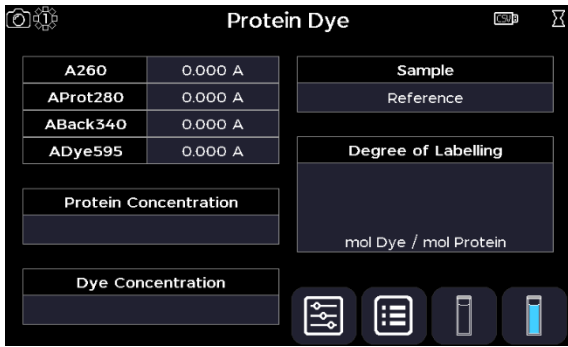 1 Protein Dye CSV
A260 0.000 A
AProt280 0.000 A
ABack340 0.000 A
ADye595 0.000 A
Protein Concentration
Dye Concentration
Sample
Reference
Degree of Labelling
mol Dye / mol Protein